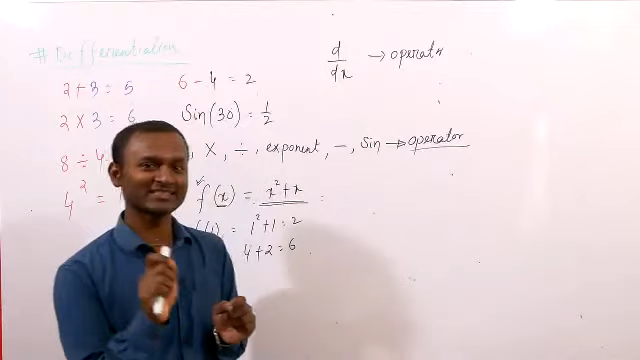 # Differentiation
d/dx → operator
2 + 3 = 5
6 - 4 = 2
2 x 3 = 6
Sin(30) = 1/2
8 ÷ 4
, X, ÷, exponent, -, Sin → operator
4² =
f(x) = x² + x
= 1² + 1 = 2
4 + 2 = 6